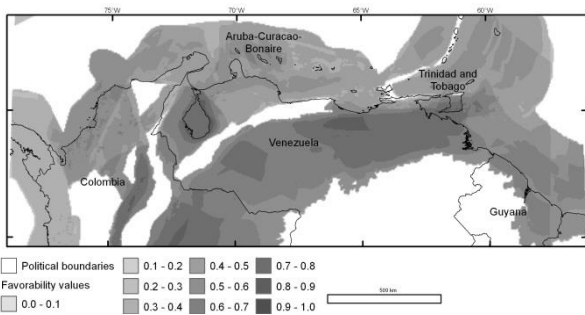 75°W
70°W
65°W
60°W
Aruba-Curacao-
Bonaire
Trinidad and
Tobago
Venezuela
Colombia
Guyana
Political boundaries
Favorability values
0.0 - 0.1
0.1 - 0.2
0.2 - 0.3
0.3 - 0.4
0.4 - 0.5
0.5 - 0.6
0.6 - 0.7
0.7 - 0.8
0.8 - 0.9
0.9 - 1.0
500 km